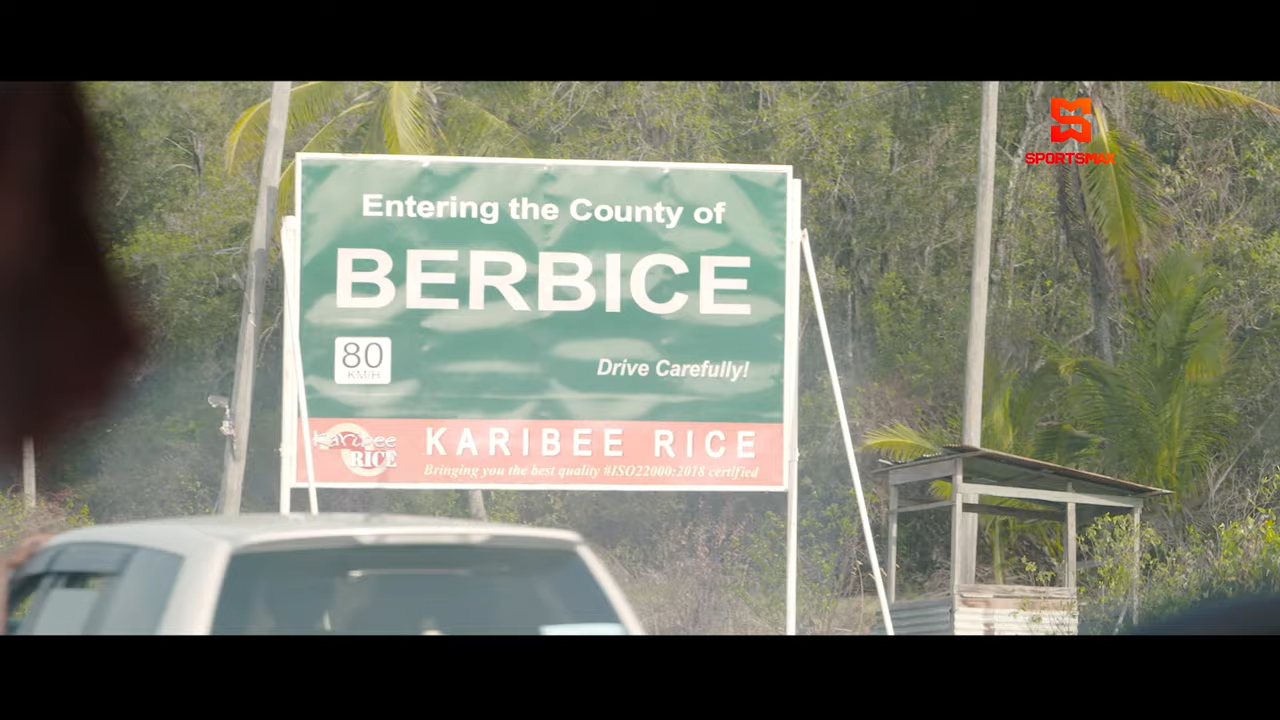 SPORTSMAX
Entering the County of
BERBICE
80
KM/H
Drive Carefully!
Karibee
RICE
KARIBEE RICE
Bringing you the best quality #ISO22000:2018 certified